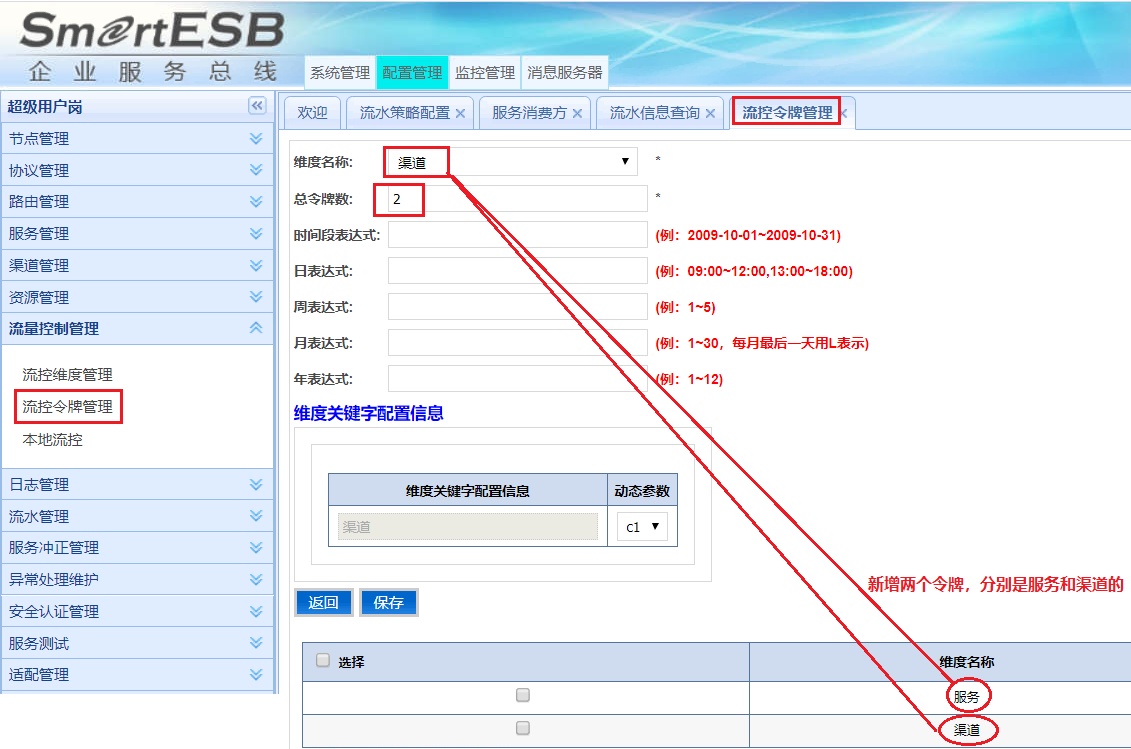 Sm@rtESB
企业服务总线
系统管理 配置管理 监控管理 消息服务器
超级用户岗
节点管理
协议管理
路由管理
服务管理
渠道管理
资源管理
流量控制管理
流控维度管理
流控令牌管理
本地流控
日志管理
流水管理
服务冲正管理
异常处理维护
安全认证管理
服务测试
适配管理
欢迎 流水策略配置 服务消费方 流水信息查询 流控令牌管理
维度名称: 渠道 *
总令牌数: 2 *
时间段表达式: (例：2009-10-01~2009-10-31)
日表达式: (例：09:00~12:00,13:00~18:00)
周表达式: (例：1~5)
月表达式: (例：1~30，每月最后一天用L表示)
年表达式: (例：1~12)
维度关键字配置信息
维度关键字配置信息 动态参数
渠道 c1
返回 保存
新增两个令牌，分别是服务和渠道的
选择 维度名称
服务
渠道